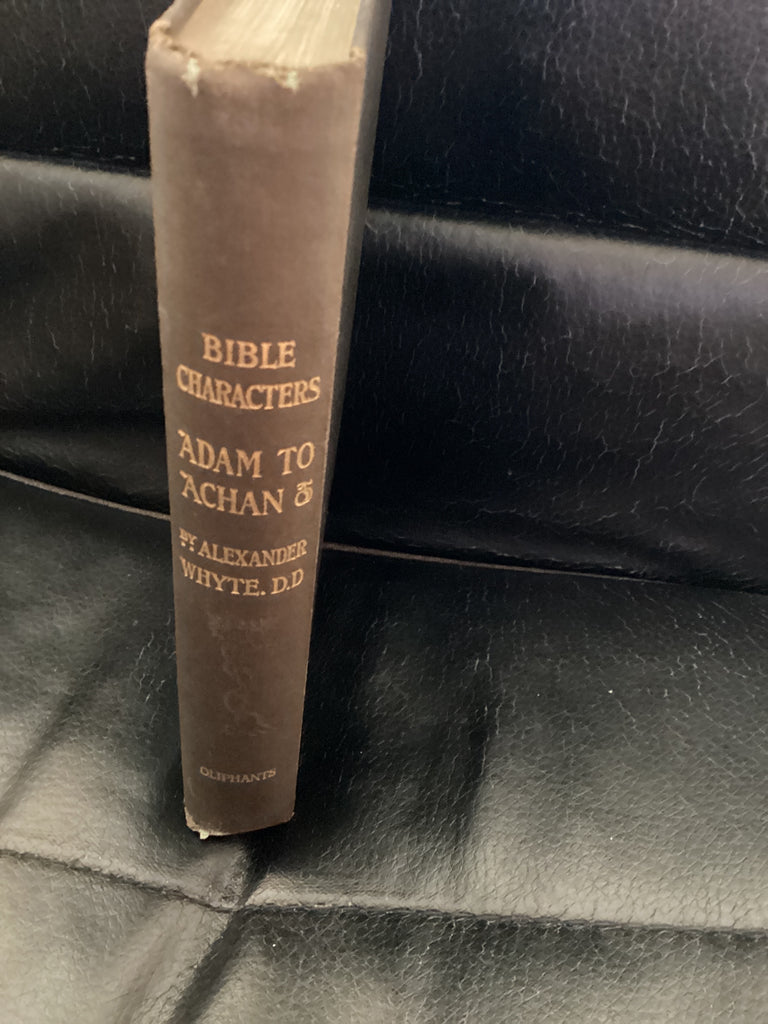 BIBLE
CHARACTERS
ADAM TO
ACHAN
BY ALEXANDER
WHYTE. D.D
OLIPHANTS